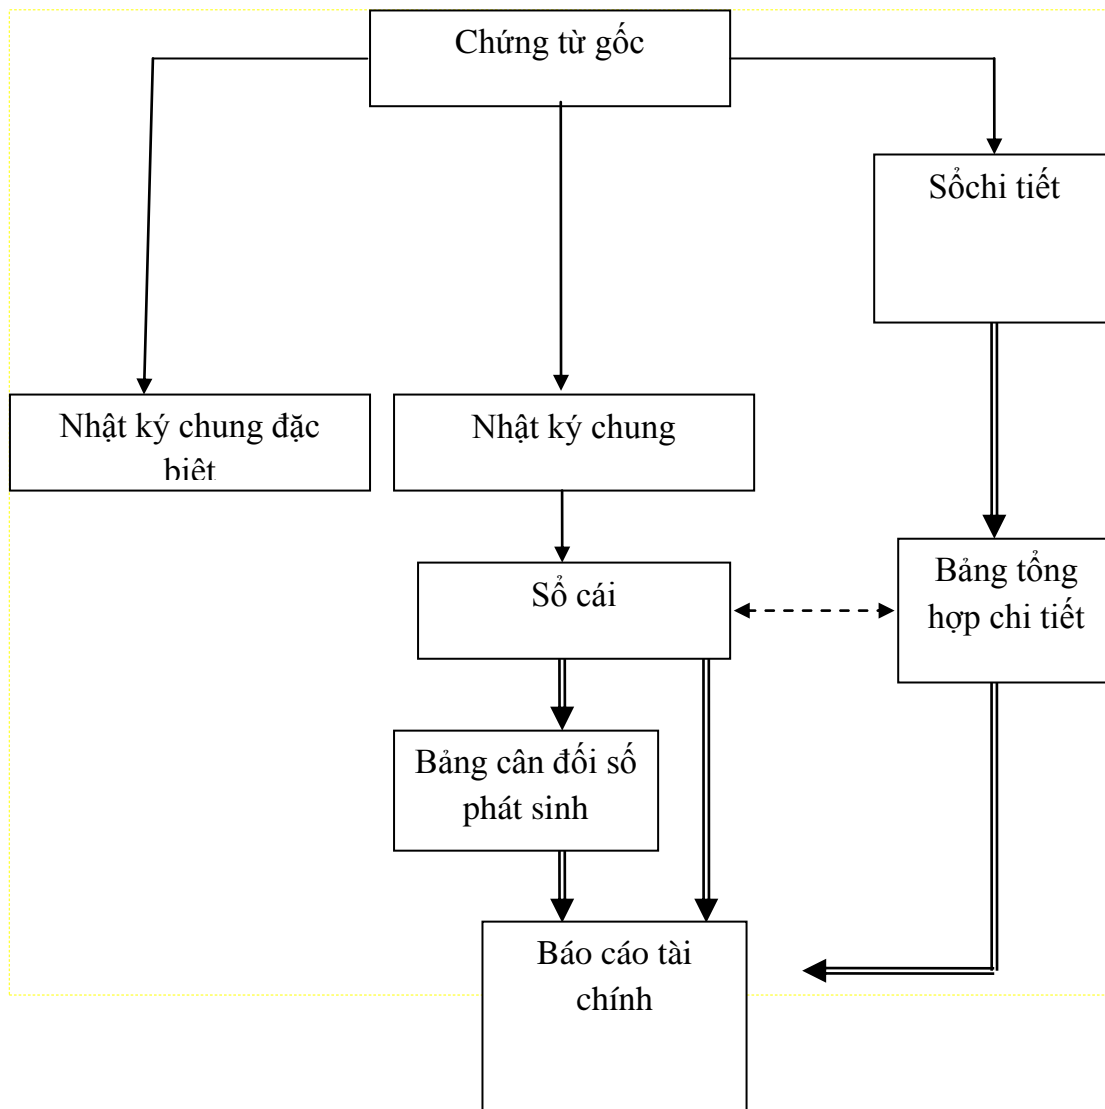 Chứng từ gốc
Sổchi tiết
Nhật ký chung đặc
biệt
Nhật ký chung
Sổ cái
Bảng tổng
hợp chi tiết
Bảng cân đối số
phát sinh
Báo cáo tài
chính